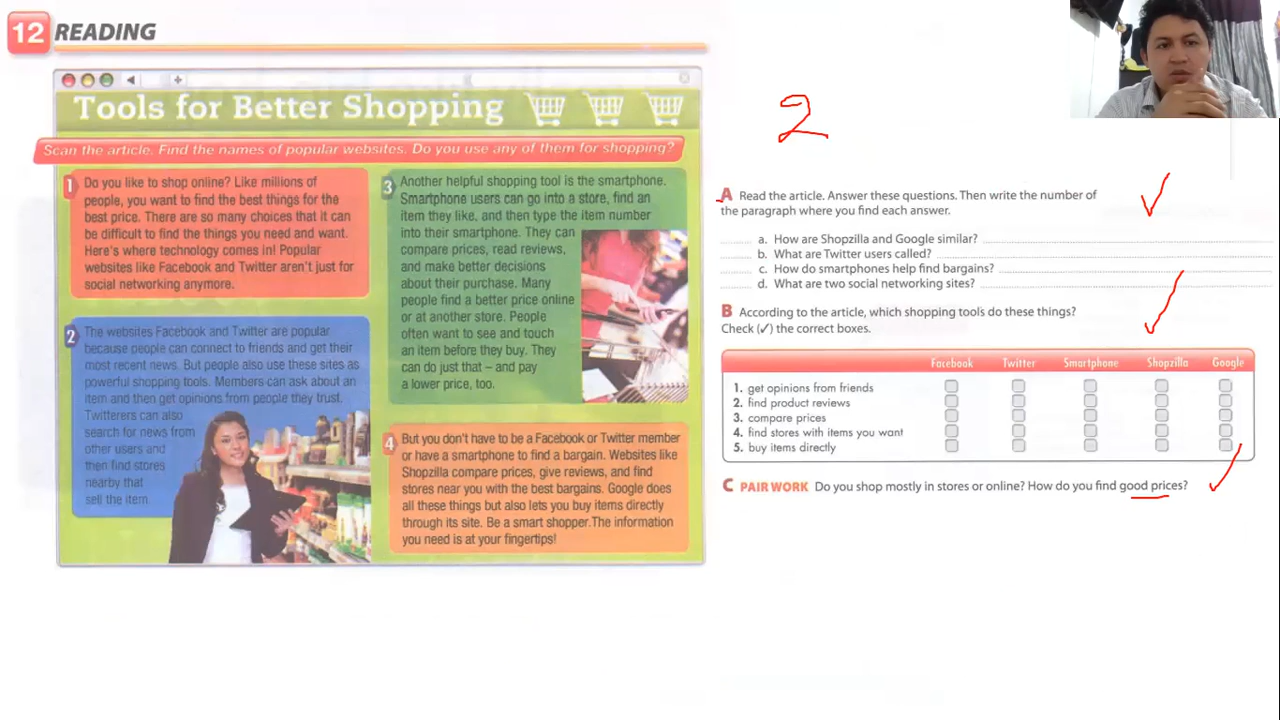 12 READING
Tools for Better Shopping
Scan the article. Find the names of popular websites. Do you use any of them for shopping?
1
Do you like to shop online? Like millions of
people, you want to find the best things for the
best price. There are so many choices that it can
be difficult to find the things you need and want.
Here's where technology comes in! Popular
websites like Facebook and Twitter aren't just for
social networking anymore.
2
The websites Facebook and Twitter are popular
because people can connect to friends and get their
most recent news. But people also use these sites as
powerful shopping tools. Members can ask about an
item and then get opinions from people they trust.
Twitterers can also
search for news from
other users and
then find stores
nearby that
sell the item.
3
Another helpful shopping tool is the smartphone.
Smartphone users can go into a store, find an
item they like, and then type the item number
into their smartphone. They can
compare prices, read reviews,
and make better decisions
about their purchase. Many
people find a better price online
or at another store. People
often want to see and touch
an item before they buy. They
can do just that – and pay
a lower price, too.
4
But you don't have to be a Facebook or Twitter member
or have a smartphone to find a bargain. Websites like
Shopzilla compare prices, give reviews, and find
stores near you with the best bargains. Google does
all these things but also lets you buy items directly
through its site. Be a smart shopper.The information
you need is at your fingertips!
2
A Read the article. Answer these questions. Then write the number of
the paragraph where you find each answer.
a. How are Shopzilla and Google similar?
b. What are Twitter users called?
c. How do smartphones help find bargains?
d. What are two social networking sites?
B According to the article, which shopping tools do these things?
Check (✓) the correct boxes.
Facebook Twitter Smartphone Shopzilla Google
1. get opinions from friends
2. find product reviews
3. compare prices
4. find stores with items you want
5. buy items directly
C PAIR WORK Do you shop mostly in stores or online? How do you find good prices?